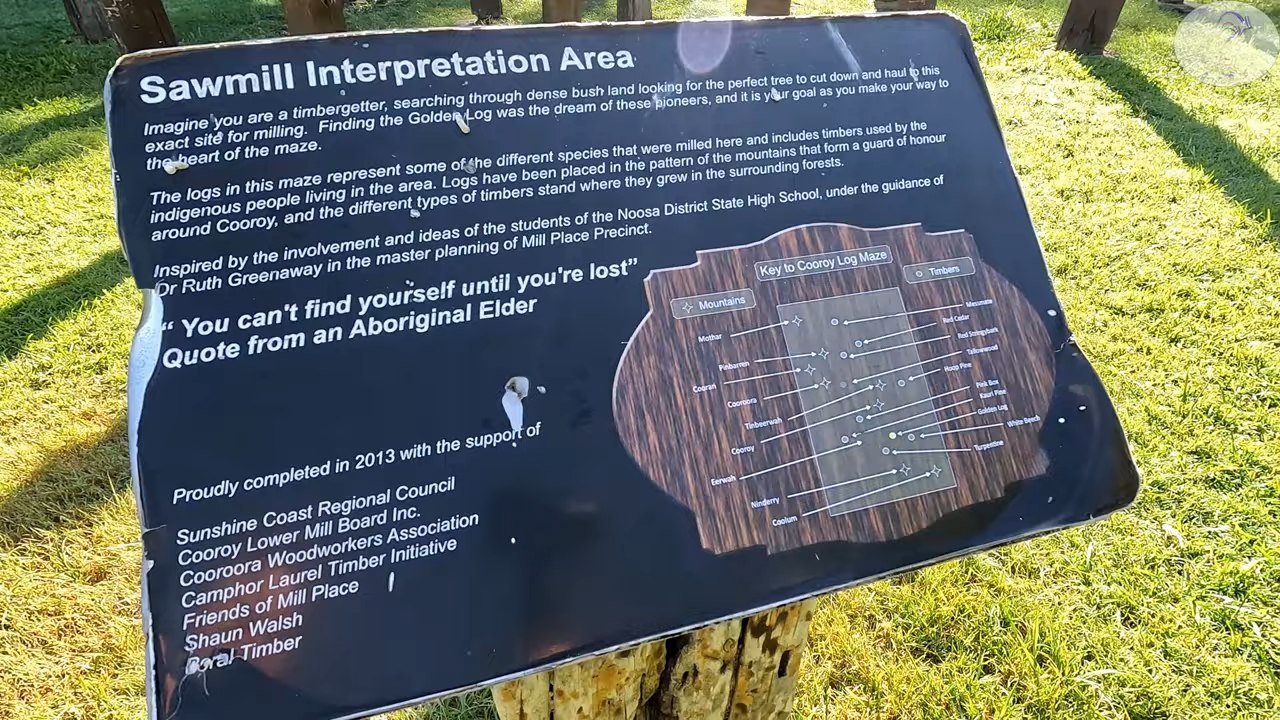 Sawmill Interpretation Area
Imagine you are a timbergetter, searching through dense bush land looking for the perfect tree to cut down and haul to this
exact site for milling. Finding the Golden Log was the dream of these pioneers, and it is your goal as you make your way to
the heart of the maze.
The logs in this maze represent some of the different species that were milled here and includes timbers used by the
indigenous people living in the area. Logs have been placed in the pattern of the mountains that form a guard of honour
around Cooroy, and the different types of timbers stand where they grew in the surrounding forests.
Inspired by the involvement and ideas of the students of the Noosa District State High School, under the guidance of
Dr Ruth Greenaway in the master planning of Mill Place Precinct.
“ You can't find yourself until you're lost”
Quote from an Aboriginal Elder
Proudly completed in 2013 with the support of
Sunshine Coast Regional Council
Cooroy Lower Mill Board Inc.
Cooroora Woodworkers Association
Camphor Laurel Timber Initiative
Friends of Mill Place
Shaun Walsh
Boral Timber
Key to Cooroy Log Maze
Mountains
Timbers
Mothar
Pinbarren
Cooran
Cooroora
Tinbeerwah
Cooroy
Eerwah
Ninderry
Coolum
Messmate
Red Cedar
Red Stringybark
Tallowwood
Hoop Pine
Pink Box
Kauri Pine
Golden Log
White Beech
Turpentine